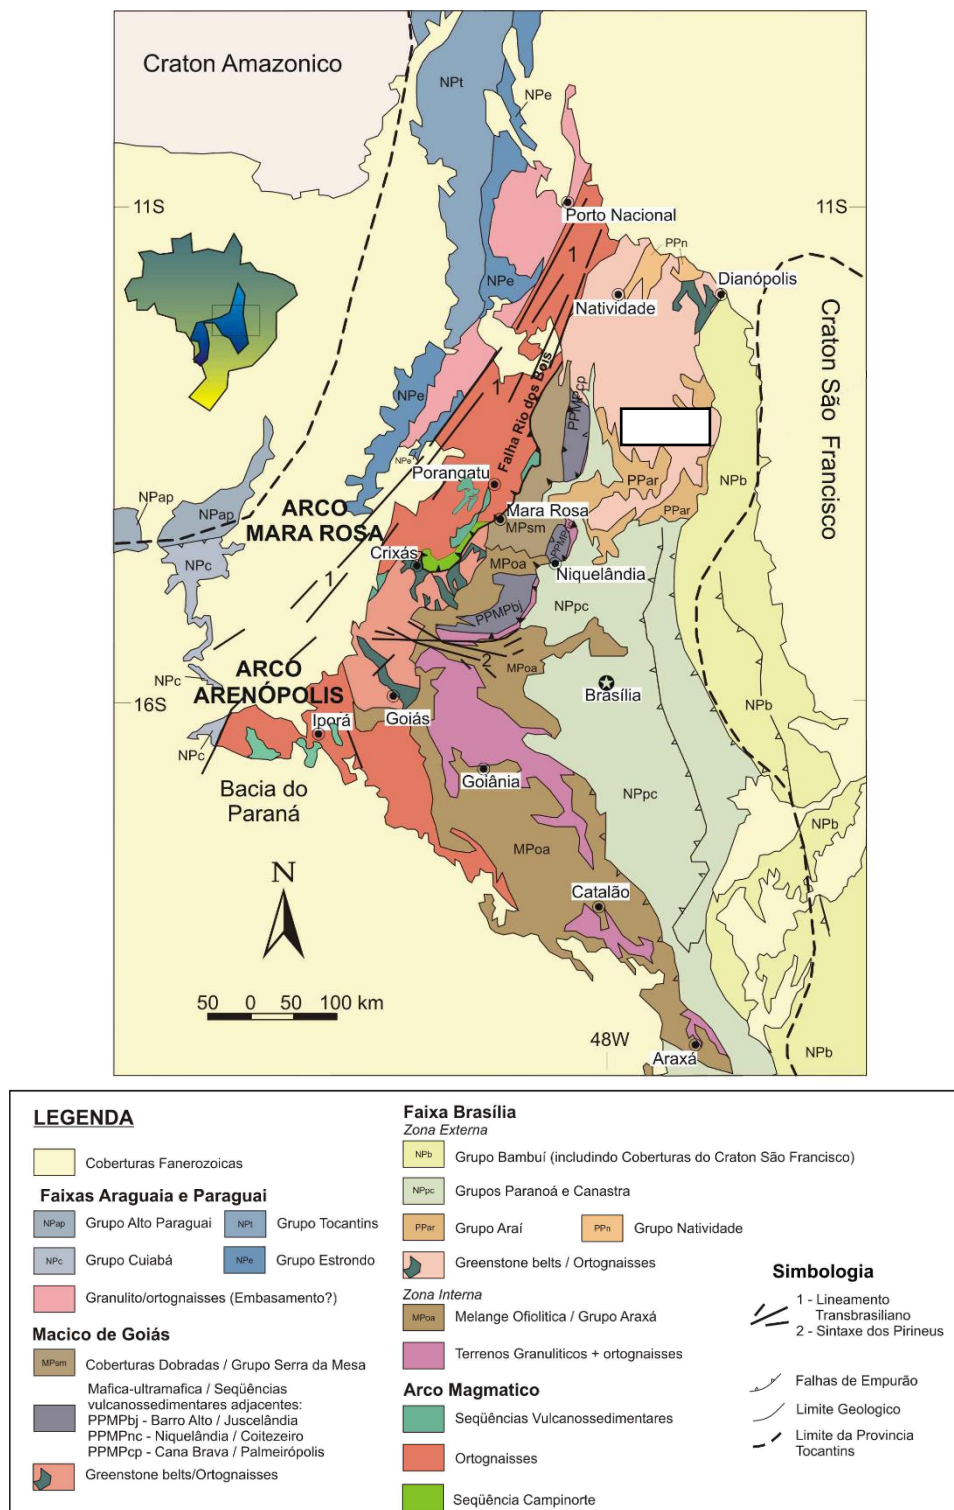 Craton Amazonico
NPt
NPe
11S
11S
Porto Nacional
PPn
1
NPe
Natividade
Dianópolis
Craton São Francisco
Falha Rio dos Bois
PPMPcp
1
NPe
NPe
Porangatu
NPap
NPap
ARCO
MARA ROSA
PPar
NPb
Mara Rosa
PPar
MPsm
NPc
Crixás
MPoa
Niquelândia
1
PPMPbj
NPpc
2
MPoa
NPc
ARCO
ARENÓPOLIS
Brasília
16S
Goiás
NPb
Iporá
NPc
Bacia do
Paraná
Goiânia
NPpc
NPb
MPoa
N
Catalão
50 0 50 100 km
48W
Araxá
NPb
LEGENDA
Coberturas Fanerozoicas
Faixas Araguaia e Paraguai
NPap Grupo Alto Paraguai
NPt Grupo Tocantins
NPc Grupo Cuiabá
NPe Grupo Estrondo
Granulito/ortognaisses (Embasamento?)
Macico de Goiás
MPsm Coberturas Dobradas / Grupo Serra da Mesa
Mafica-ultramafica / Seqüências
vulcanossedimentares adjacentes:
PPMPbj - Barro Alto / Juscelândia
PPMPnc - Niquelândia / Coitezeiro
PPMPcp - Cana Brava / Palmeirópolis
Greenstone belts/Ortognaisses
Faixa Brasília
Zona Externa
NPb Grupo Bambuí (includindo Coberturas do Craton São Francisco)
NPpc Grupos Paranoá e Canastra
PPar Grupo Araí
PPn Grupo Natividade
Greenstone belts / Ortognaisses
Zona Interna
MPoa Melange Ofiolitica / Grupo Araxá
Terrenos Granuliticos + ortognaisses
Arco Magmatico
Seqüências Vulcanossedimentares
Ortognaisses
Seqüência Campinorte
Simbologia
1 - Lineamento
Transbrasiliano
2 - Sintaxe dos Pirineus
Falhas de Empurão
Limite Geologico
Limite da Provincia
Tocantins